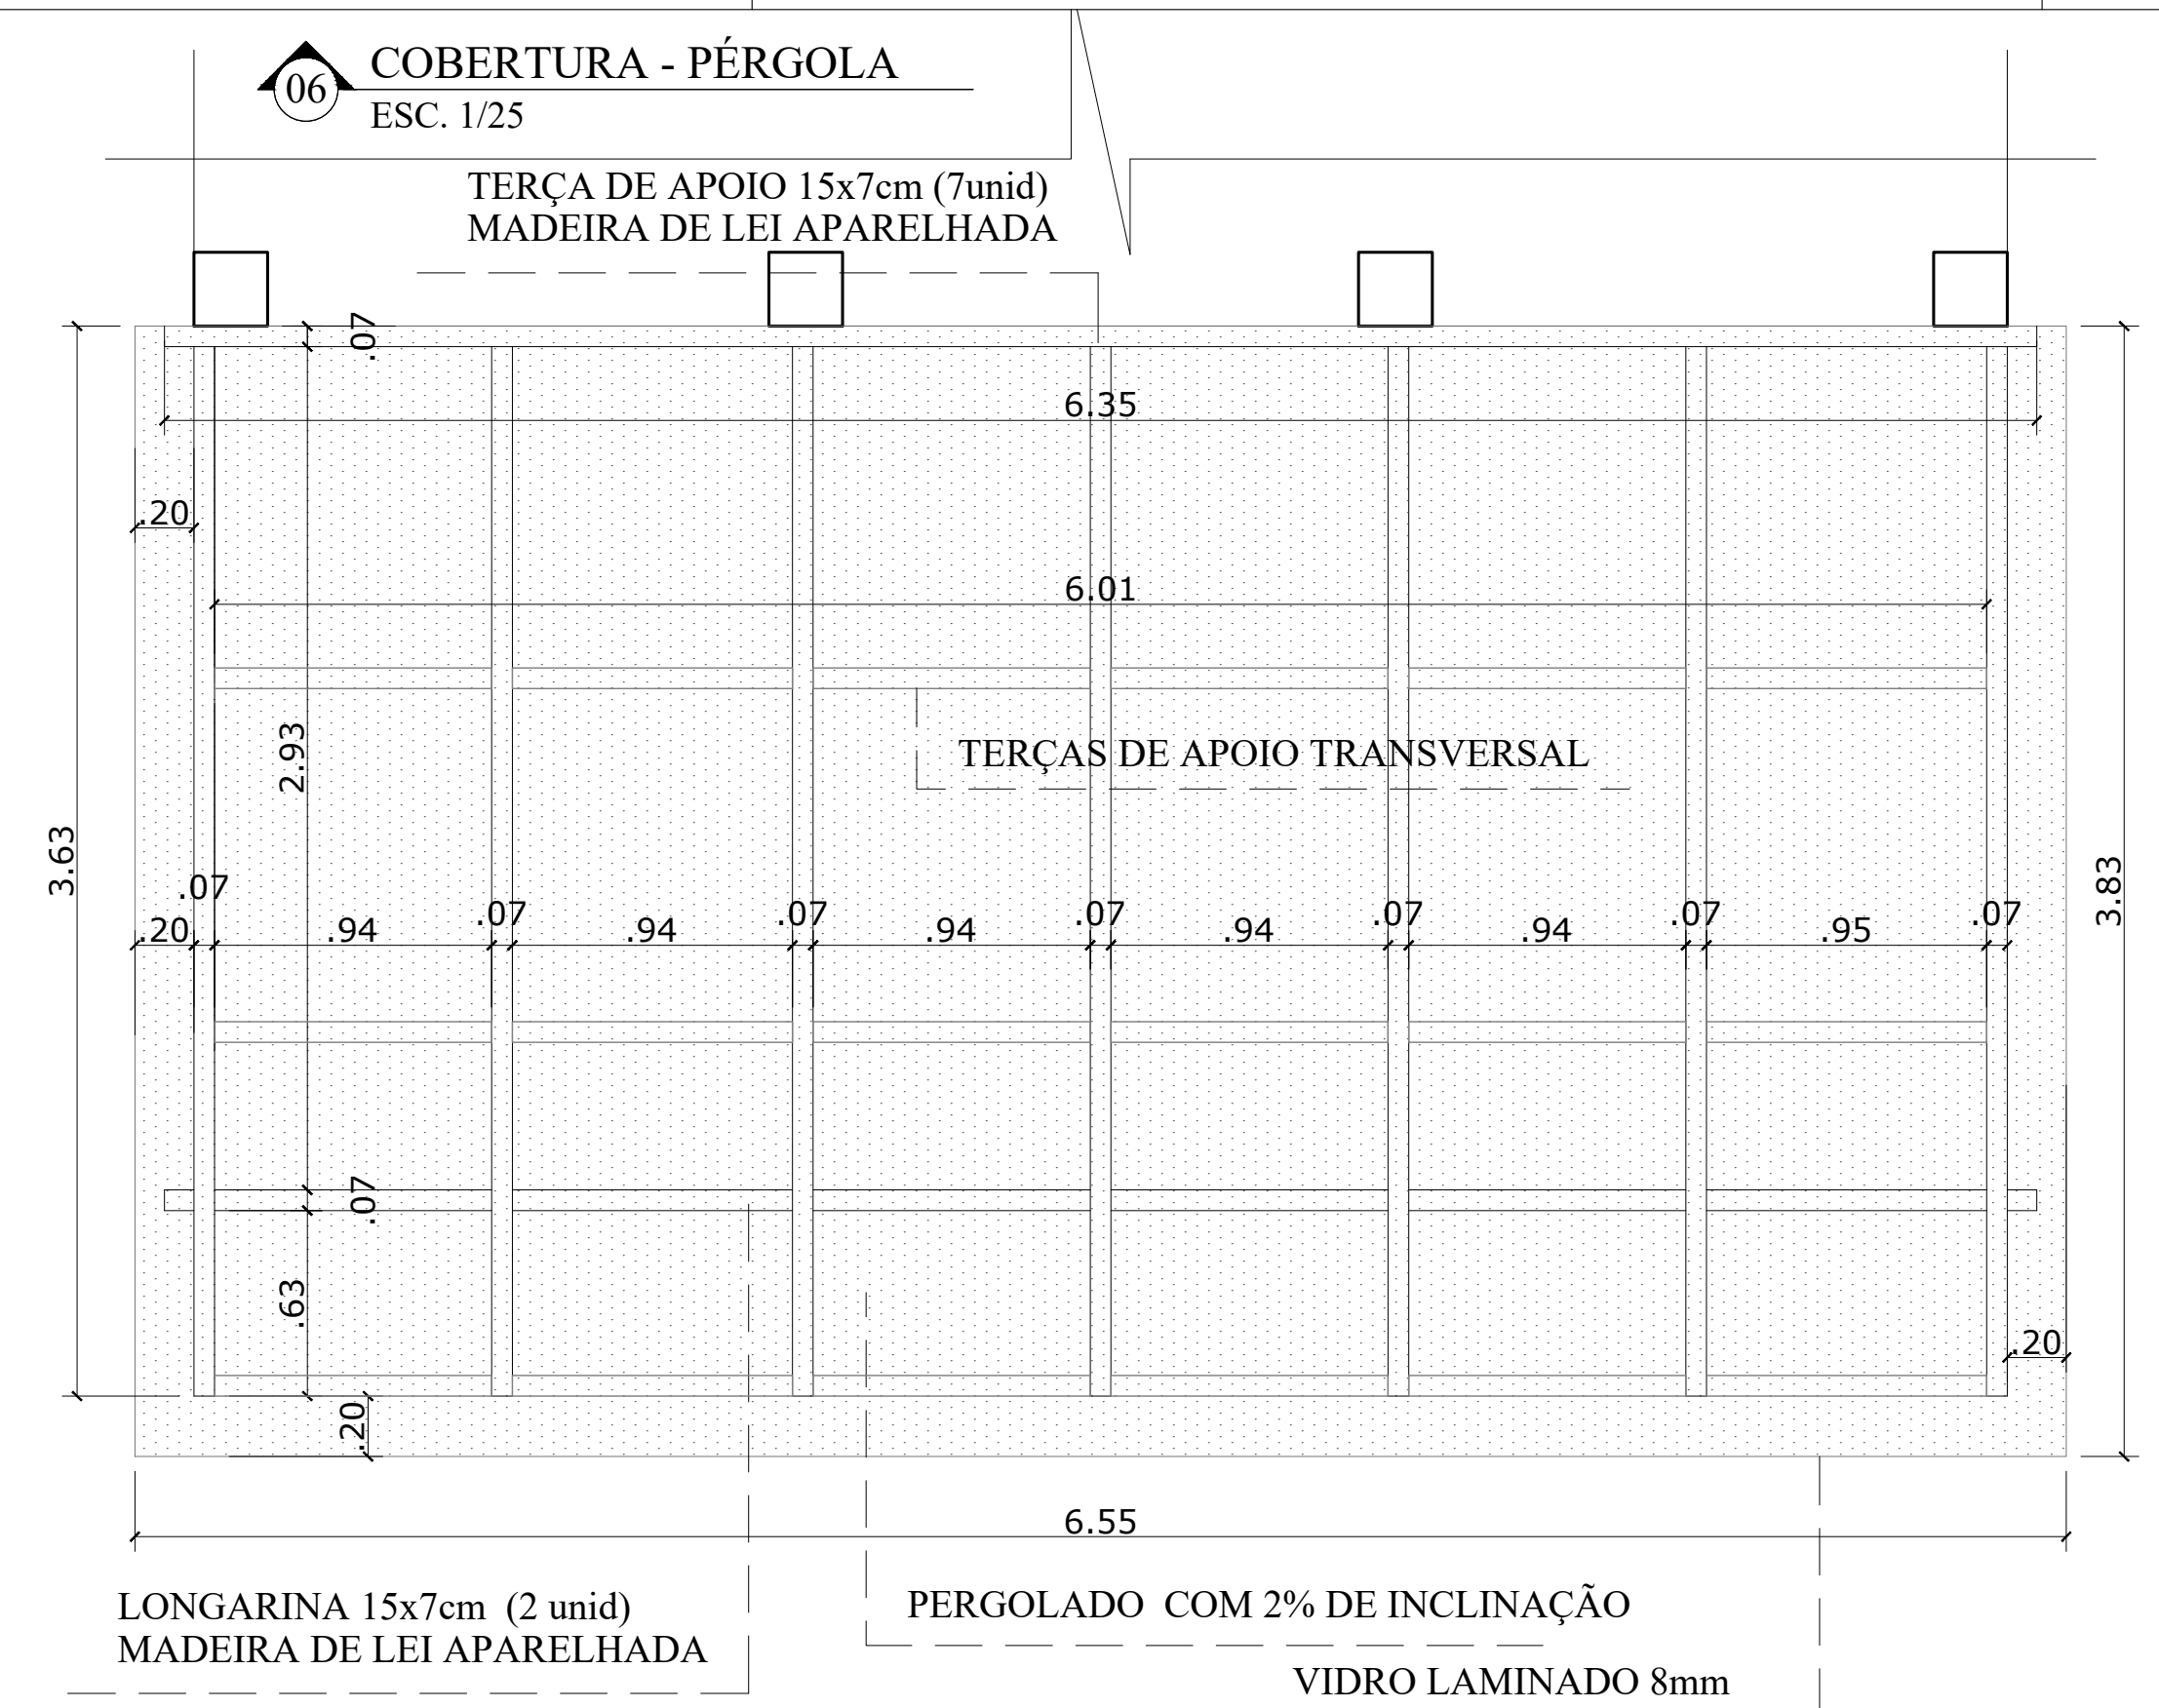 06
COBERTURA - PÉRGOLA
ESC. 1/25
TERÇA DE APOIO 15x7cm (7unid)
MADEIRA DE LEI APARELHADA
.07
6.35
.20
6.01
2.93
TERÇAS DE APOIO TRANSVERSAL
3.63
3.83
.07
.07 .07 .07 .07 .07 .07
.20 .94 .94 .94 .94 .94 .95
.07
.63
.20
.20
6.55
LONGARINA 15x7cm (2 unid)
MADEIRA DE LEI APARELHADA
PERGOLADO COM 2% DE INCLINAÇÃO
VIDRO LAMINADO 8mm